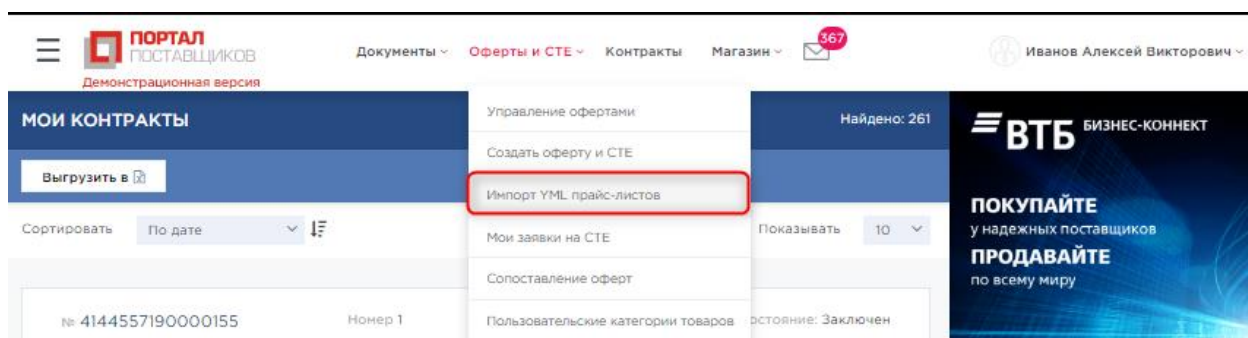 ПОРТАЛ
ПОСТАВЩИКОВ
Демонстрационная версия
Документы
Оферты и СТЕ
Контракты
Магазин
367
Иванов Алексей Викторович
МОИ КОНТРАКТЫ
Найдено: 261
Выгрузить в
Сортировать
По дате
Показывать
10
№ 4144557190000155
Номер 1
остояние: Заключен
Управление офертами
Создать оферту и СТЕ
Импорт YML прайс-листов
Мои заявки на СТЕ
Сопоставление оферт
Пользовательские категории товаров
ВТБ БИЗНЕС-КОННЕКТ
ПОКУПАЙТЕ
у надежных поставщиков
ПРОДАВАЙТЕ
по всему миру